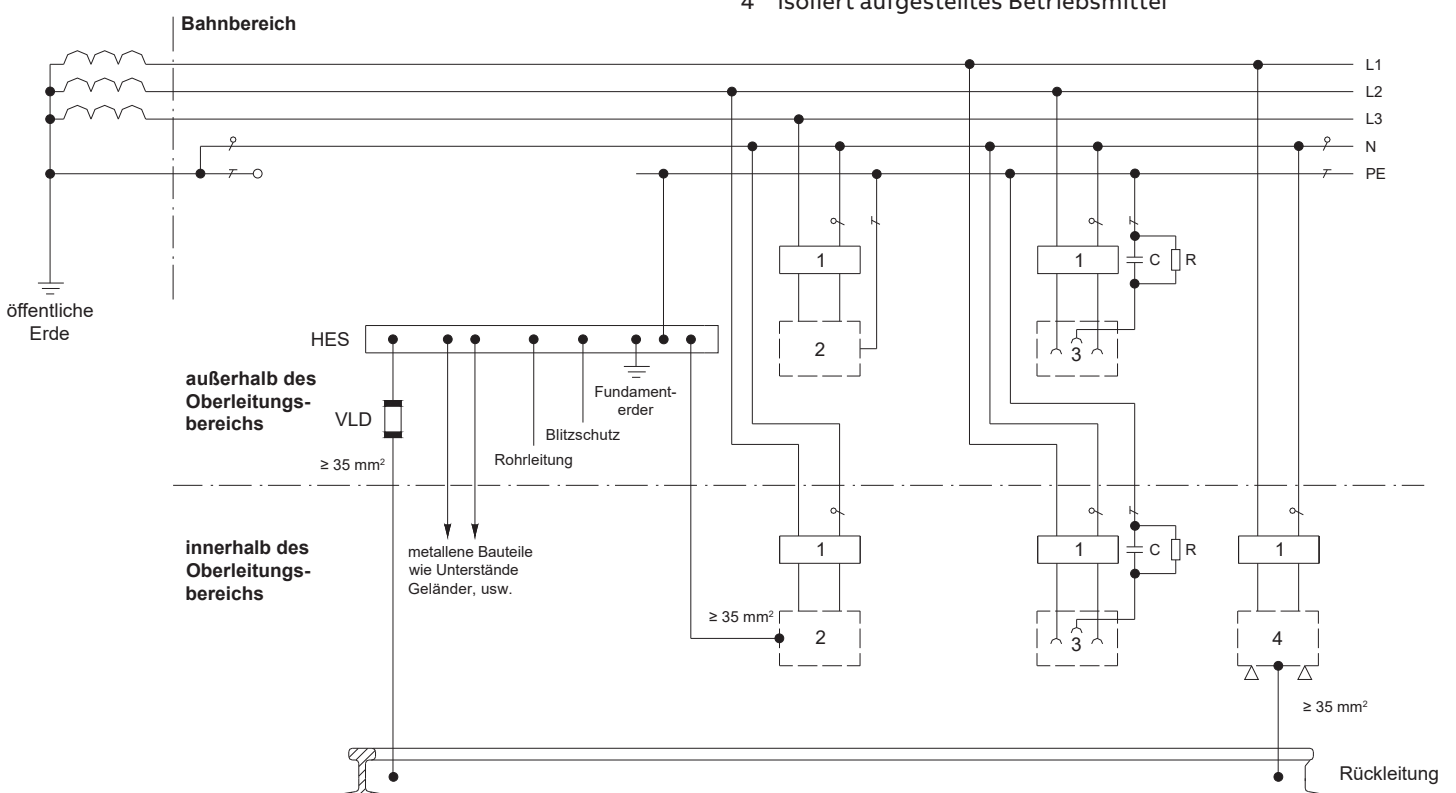 4 isoliert aufgestelltes Betriebsmittel
Bahnbereich
L1
L2
L3
N
PE
öffentliche
Erde
1
2
1
C
R
3
HES
außerhalb des
Oberleitungs-
bereichs
VLD
≥ 35 mm²
Rohrleitung
Blitzschutz
Fundament-
erder
innerhalb des
Oberleitungs-
bereichs
metallene Bauteile
wie Unterstände
Geländer, usw.
≥ 35 mm²
1
2
1
C
R
3
1
4
≥ 35 mm²
Rückleitung